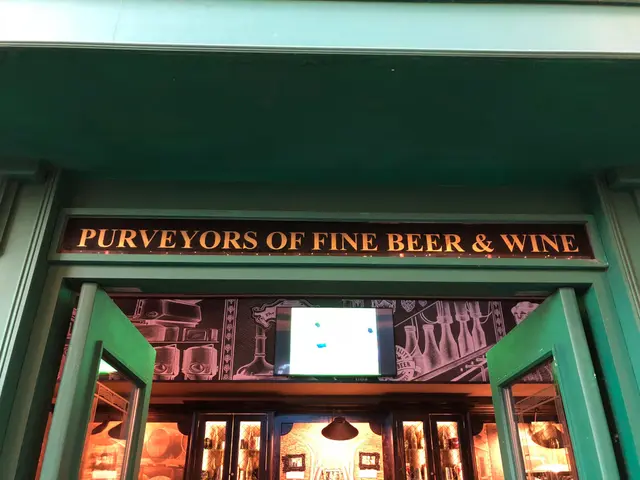 PURVEYORS OF FINE BEER & WINE